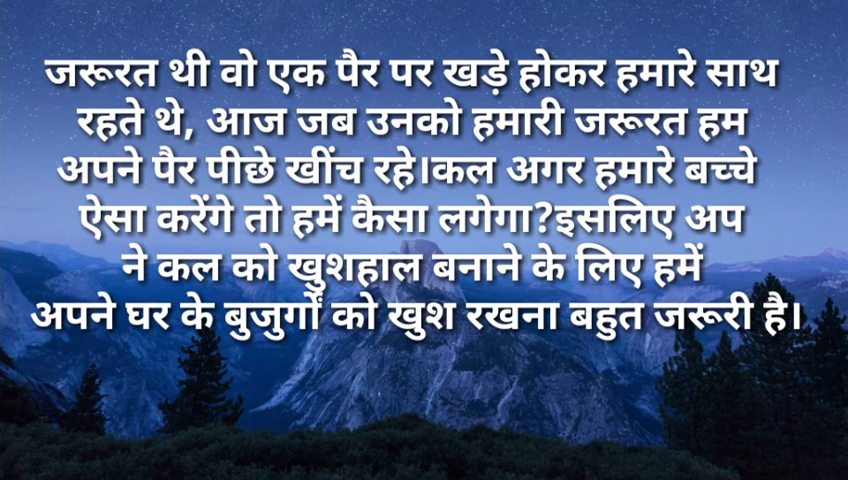 जरूरत थी वो एक पैर पर खड़े होकर हमारे साथ
रहते थे, आज जब उनको हमारी जरूरत हम
अपने पैर पीछे खींच रहे।कल अगर हमारे बच्चे
ऐसा करेंगे तो हमें कैसा लगेगा?इसलिए अप
ने कल को खुशहाल बनाने के लिए हमें
अपने घर के बुजुर्गों को खुश रखना बहुत जरूरी है।